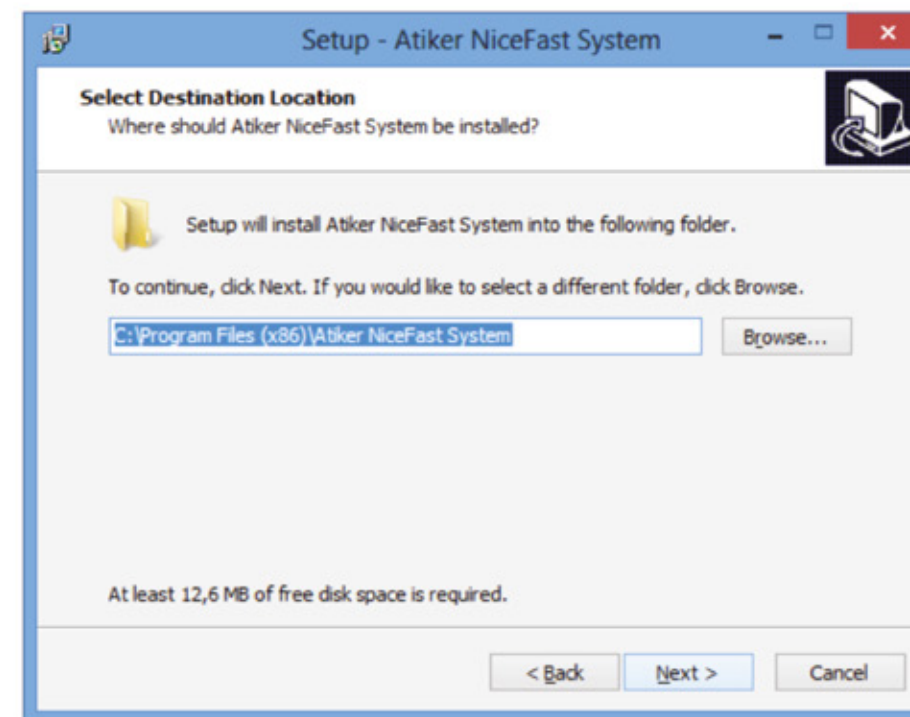 Setup - Atiker NiceFast System
Select Destination Location
Where should Atiker NiceFast System be installed?
Setup will install Atiker NiceFast System into the following folder.
To continue, click Next. If you would like to select a different folder, click Browse.
C:\Program Files (x86)\Atiker NiceFast System
Browse...
At least 12,6 MB of free disk space is required.
< Back Next > Cancel